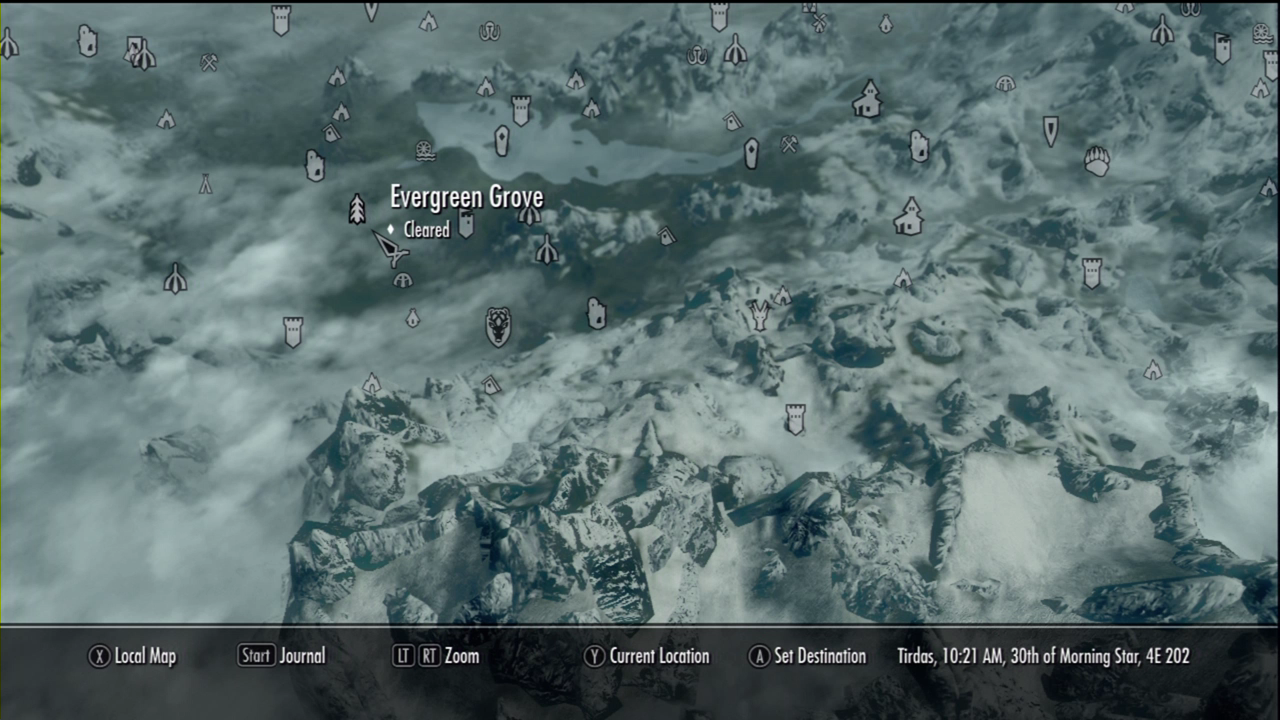 Evergreen Grove
Cleared
X Local Map Start Journal LT RT Zoom Y Current Location A Set Destination Tirdas, 10:21 AM, 30th of Morning Star, 4E 202